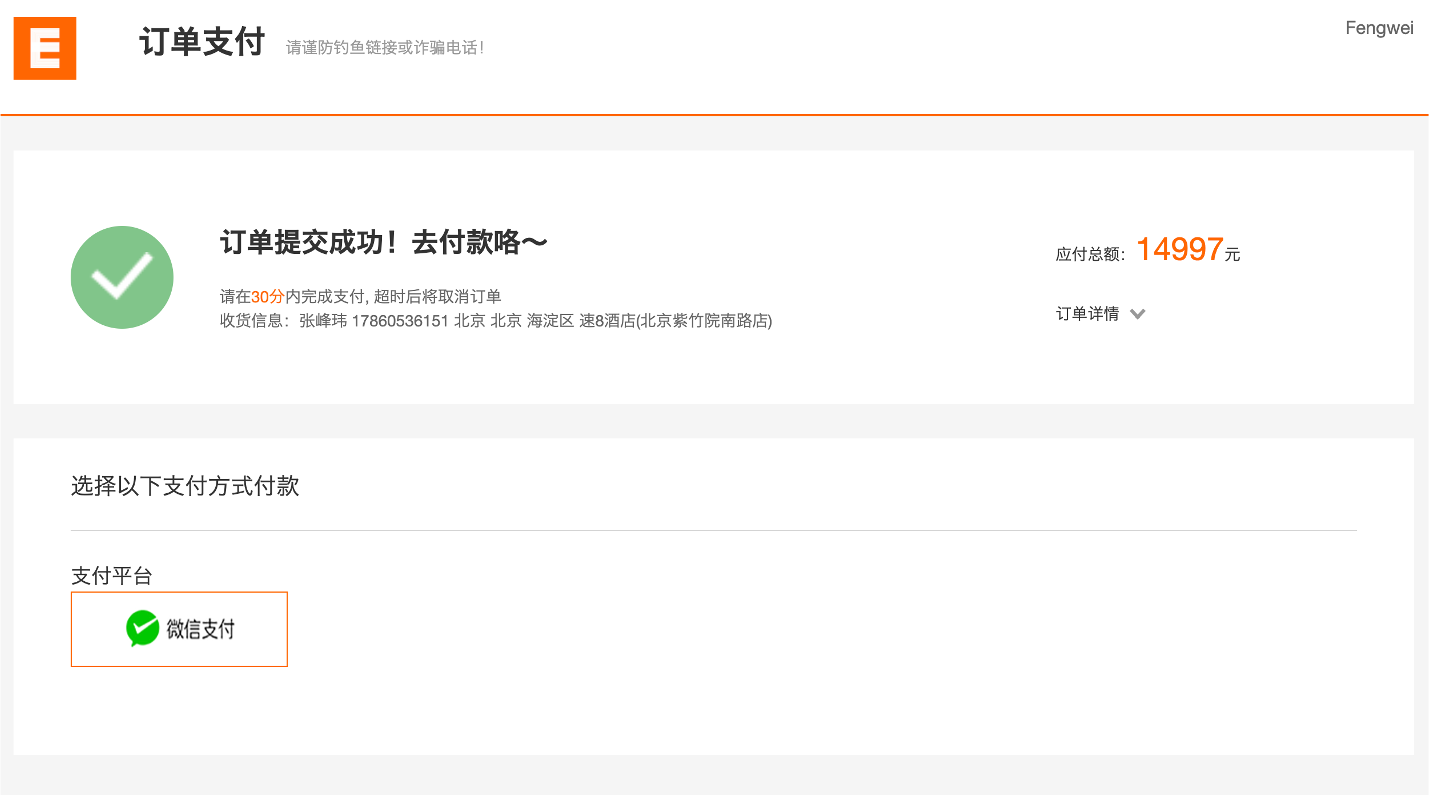 E
订单支付 请谨防钓鱼链接或诈骗电话!
Fengwei
订单提交成功！去付款咯～
请在30分内完成支付, 超时后将取消订单
收货信息：张峰玮 17860536151 北京 北京 海淀区 速8酒店(北京紫竹院南路店)
应付总额：14997元
订单详情
选择以下支付方式付款
支付平台
微信支付